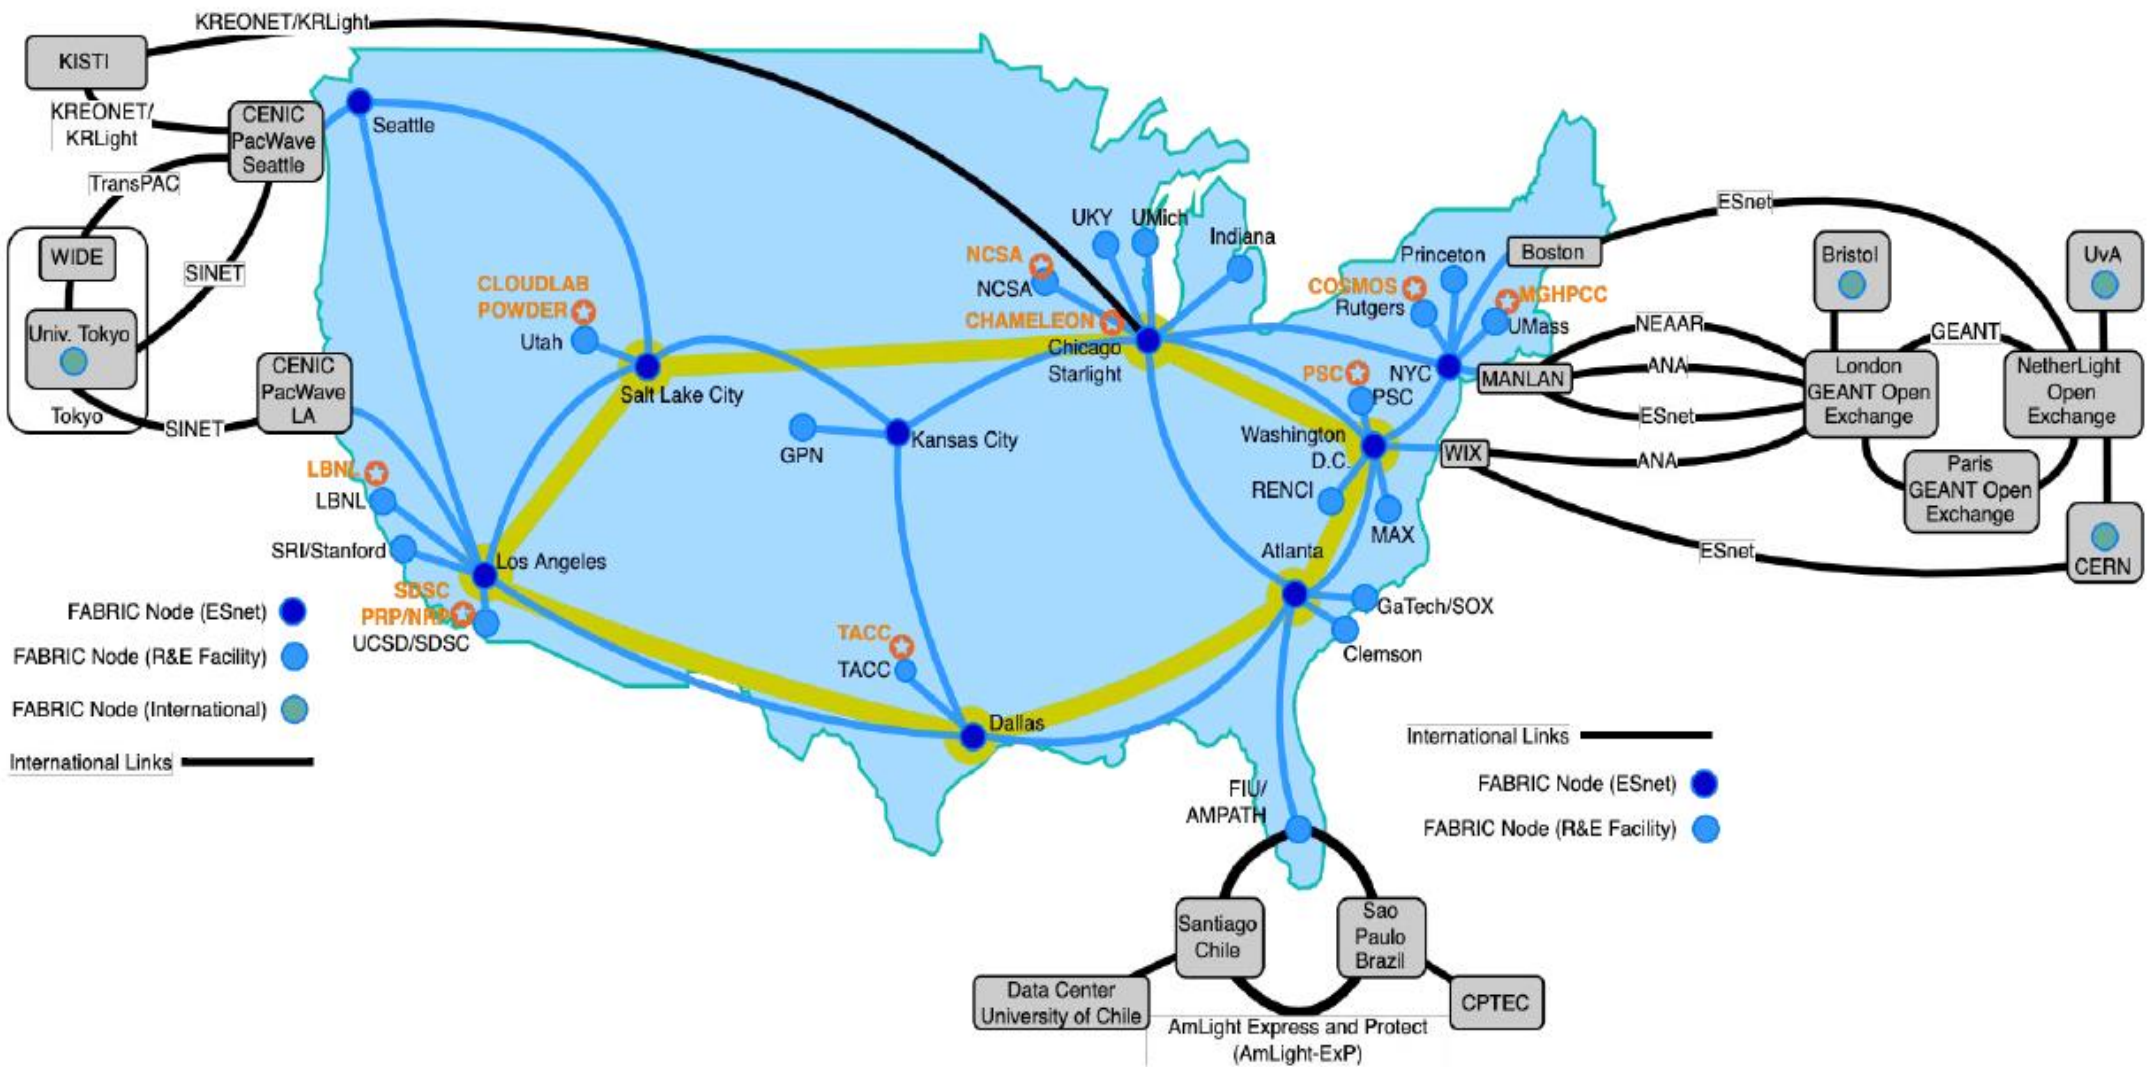 KREONET/KRLight
KISTI
KREONET/
KRLight
CENIC
PacWave
Seattle
TransPAC
Seattle
WIDE
SINET
Univ. Tokyo
Tokyo
CENIC
PacWave
LA
SINET
CLOUDLAB
POWDER
Utah
Salt Lake City
LBNL
LBNL
SRI/Stanford
Los Angeles
SDSC
PRP/NRP
UCSD/SDSC
FABRIC Node (ESnet)
FABRIC Node (R&E Facility)
FABRIC Node (International)
International Links
GPN
Kansas City
TACC
TACC
Dallas
UKY
UMich
Indiana
NCSA
NCSA
CHAMELEON
Chicago
Starlight
Princeton
COSMOS
Rutgers
MGHPCC
UMass
PSC
PSC
NYC
Washington
D.C.
RENCI
MAX
Atlanta
GaTech/SOX
Clemson
FIU/
AMPATH
Boston
MANLAN
WIX
ESnet
NEAAR
ANA
ESnet
ANA
ESnet
Bristol
UvA
GEANT
London
GEANT Open
Exchange
NetherLight
Open
Exchange
Paris
GEANT Open
Exchange
CERN
International Links
FABRIC Node (ESnet)
FABRIC Node (R&E Facility)
Santiago
Chile
Sao
Paulo
Brazil
Data Center
University of Chile
CPTEC
AmLight Express and Protect
(AmLight-ExP)